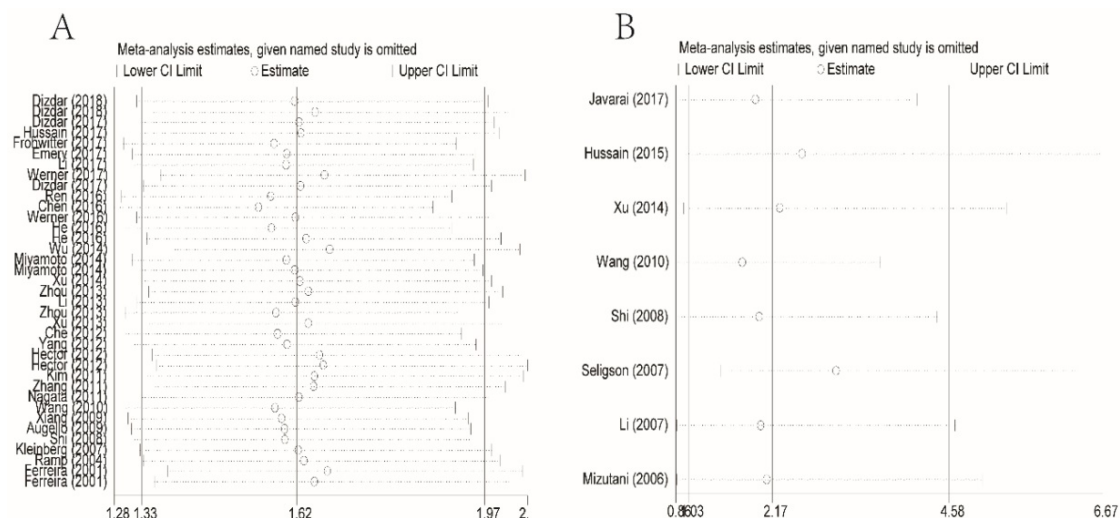 A
Meta-analysis estimates, given named study is omitted
Lower CI Limit Estimate Upper CI Limit
Dizdar (2018)
Dizdar (2018)
Dizdar (2017)
Hussain (2017)
Frohwitter (2017)
Emery (2017)
Li (2017)
Werner (2017)
Dizdar (2017)
Ren (2016)
Chen (2016)
Werner (2016)
He (2016)
He (2016)
Wu (2014)
Miyamoto (2014)
Miyamoto (2014)
Xu (2014)
Zhou (2013)
Li (2013)
Zhou (2013)
Xu (2013)
Che (2012)
Yang (2012)
Hector (2012)
Hector (2012)
Kim (2011)
Zhang (2011)
Nagata (2011)
Wang (2010)
Xiang (2009)
Augello (2009)
Shi (2008)
Kleinberg (2007)
Ramp (2004)
Ferreira (2001)
Ferreira (2001)
1.28 1.33 1.62 1.97 2.
B
Meta-analysis estimates, given named study is omitted
Lower CI Limit Estimate Upper CI Limit
Javarai (2017)
Hussain (2015)
Xu (2014)
Wang (2010)
Shi (2008)
Seligson (2007)
Li (2007)
Mizutani (2006)
2.17 4.58 6.67